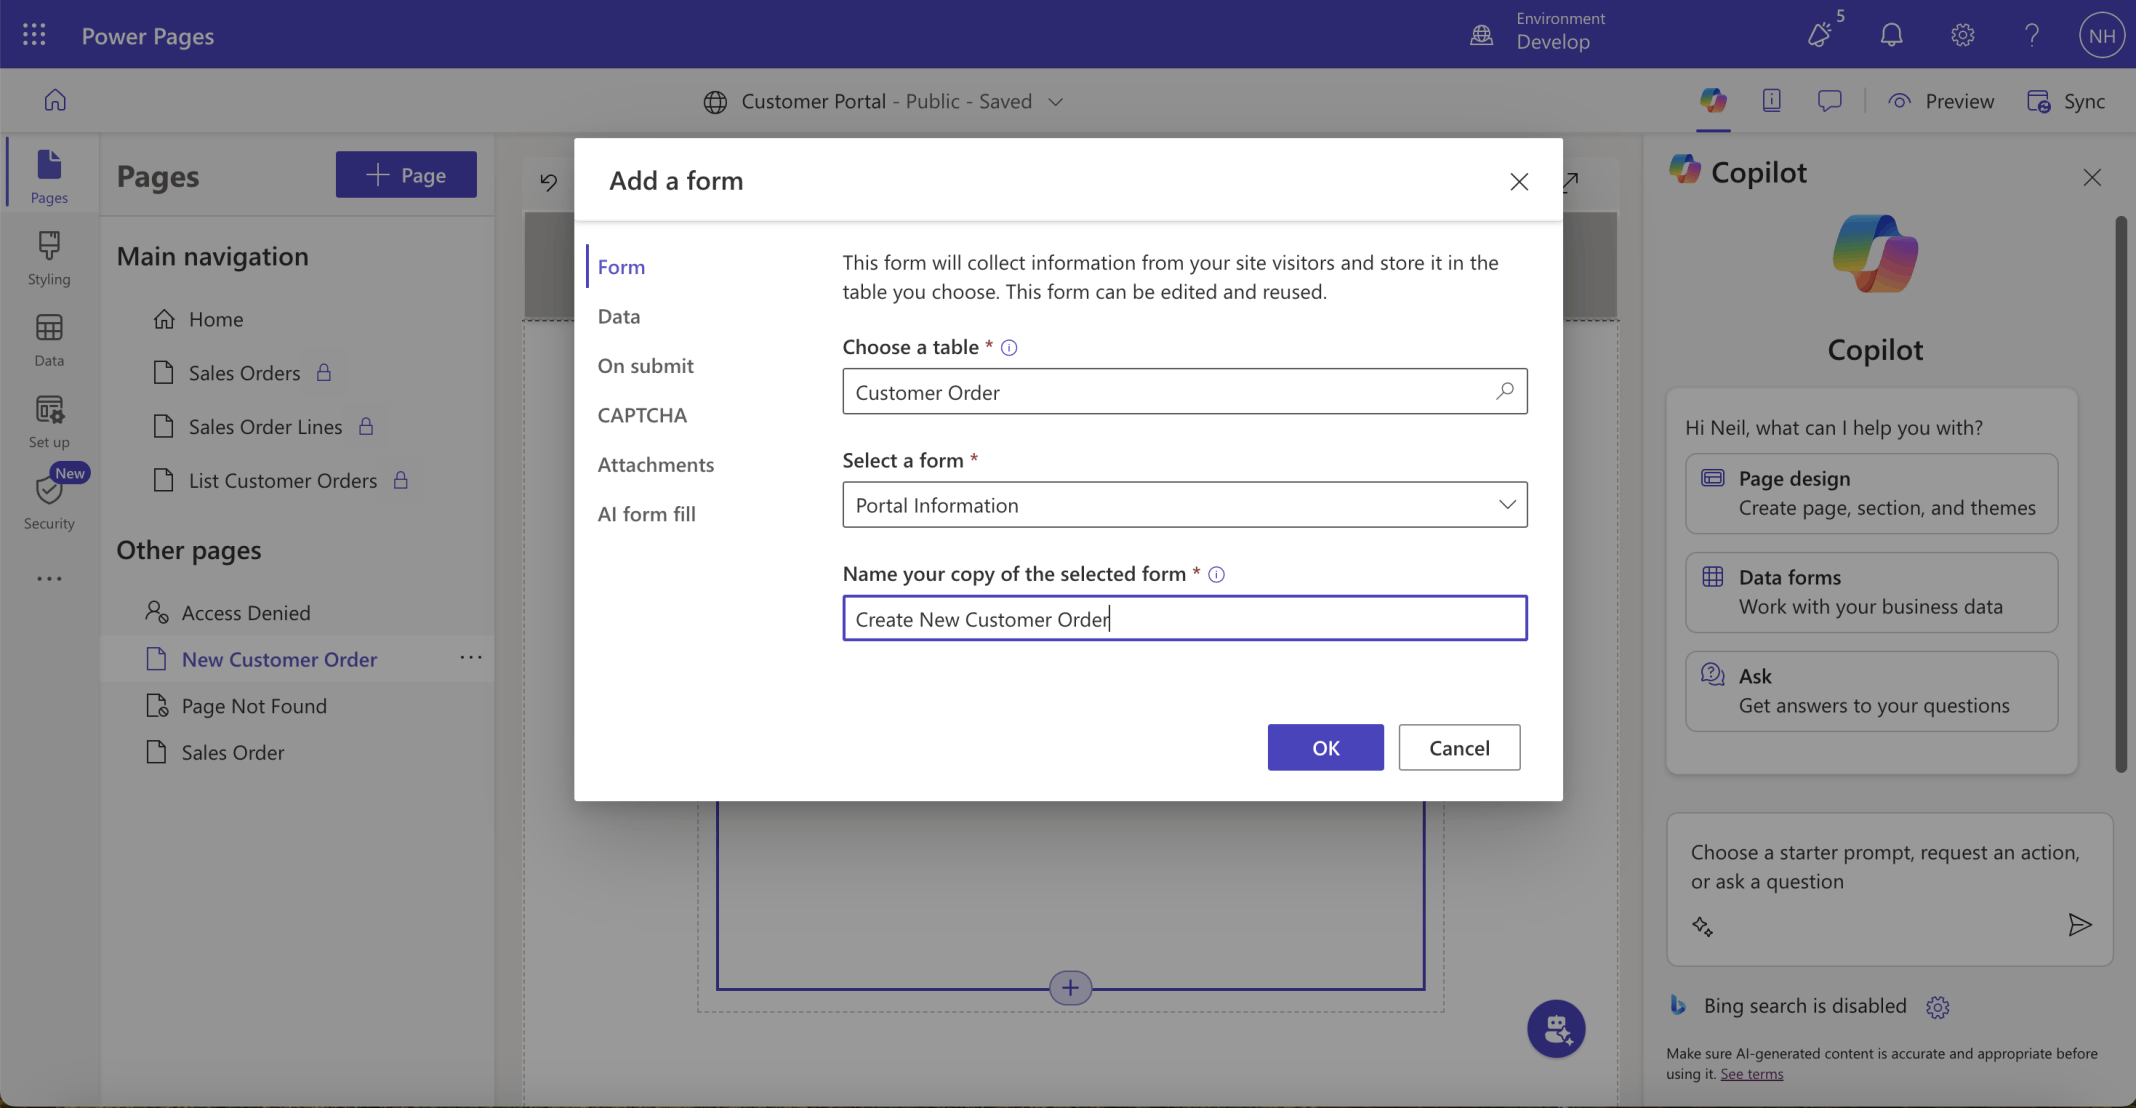 Power Pages
Environment
Develop
5
NH
Customer Portal - Public - Saved
Preview
Sync
Pages
Styling
Data
Set up
New
Security
Pages
Page
Main navigation
Home
Sales Orders
Sales Order Lines
List Customer Orders
Other pages
Access Denied
New Customer Order
Page Not Found
Sales Order
Add a form
Form
Data
On submit
CAPTCHA
Attachments
AI form fill
This form will collect information from your site visitors and store it in the
table you choose. This form can be edited and reused.
Choose a table *
Customer Order
Select a form *
Portal Information
Name your copy of the selected form *
Create New Customer Order
OK
Cancel
Copilot
Copilot
Hi Neil, what can I help you with?
Page design
Create page, section, and themes
Data forms
Work with your business data
Ask
Get answers to your questions
Choose a starter prompt, request an action,
or ask a question
Bing search is disabled
Make sure AI-generated content is accurate and appropriate before
using it. See terms